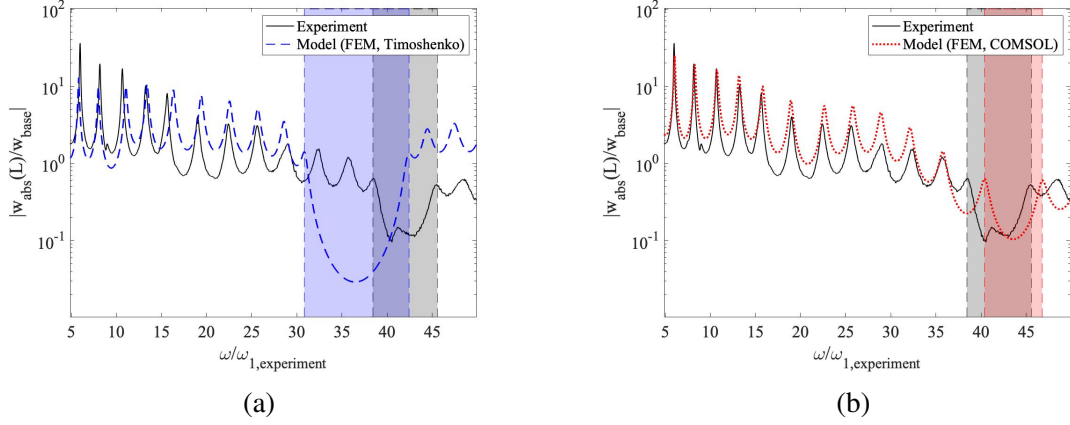 10^2
Experiment
Model (FEM, Timoshenko)
10^1
10^0
10^-1
|w_abs(L)/w_base|
5 10 15 20 25 30 35 40 45
ω/ω_1,experiment
(a)
10^2
Experiment
Model (FEM, COMSOL)
10^1
10^0
10^-1
|w_abs(L)/w_base|
5 10 15 20 25 30 35 40 45
ω/ω_1,experiment
(b)